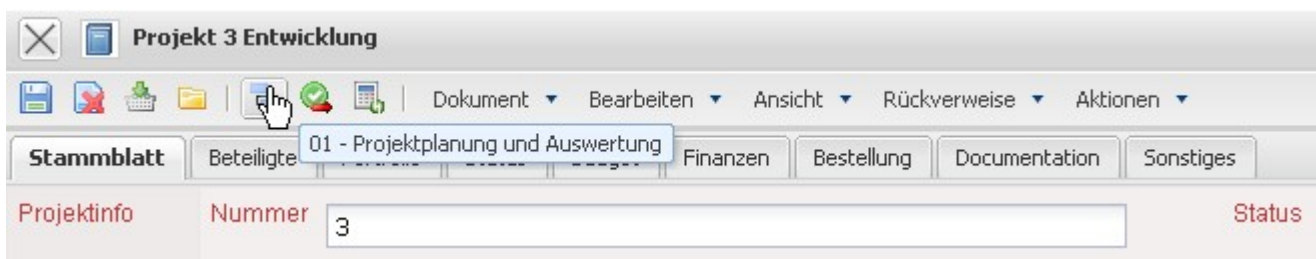 Projekt 3 Entwicklung
Dokument Bearbeiten Ansicht Rückverweise Aktionen
01 - Projektplanung und Auswertung
Stammblatt Beteiligte Finanzen Bestellung Documentation Sonstiges
Projektinfo Nummer 3 Status